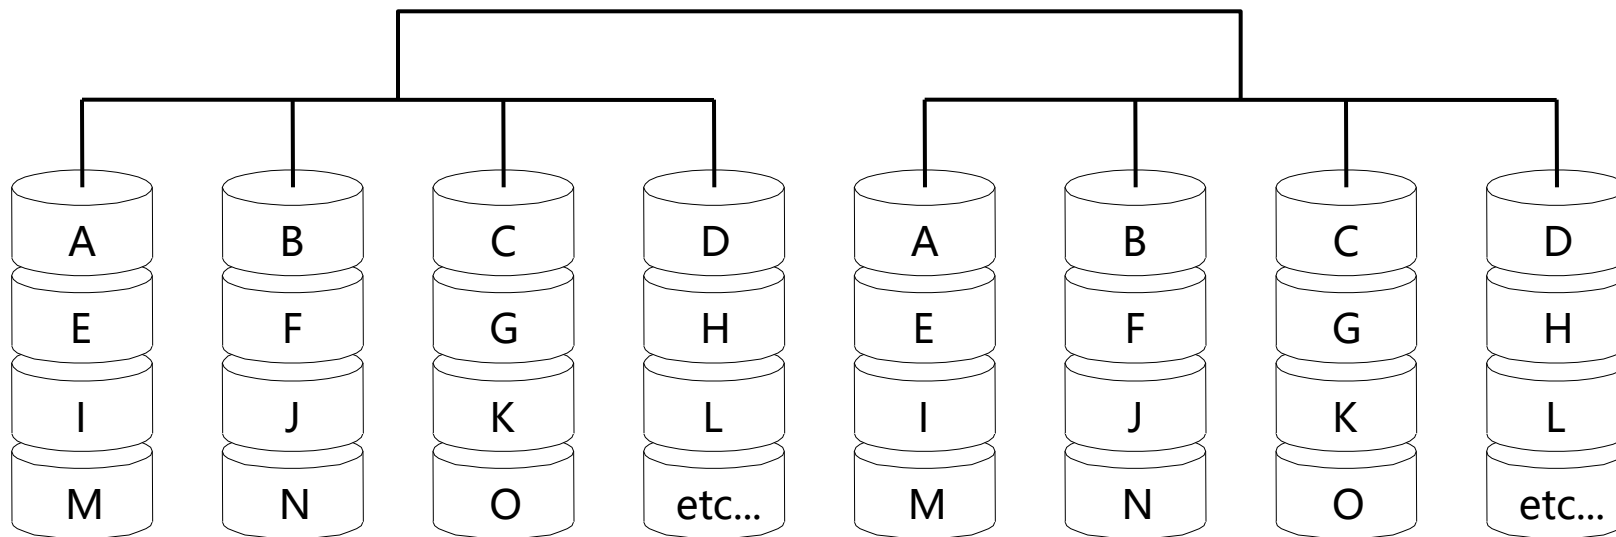 A B C D A B C D
E F G H E F G H
I J K L I J K L
M N O etc... M N O etc...